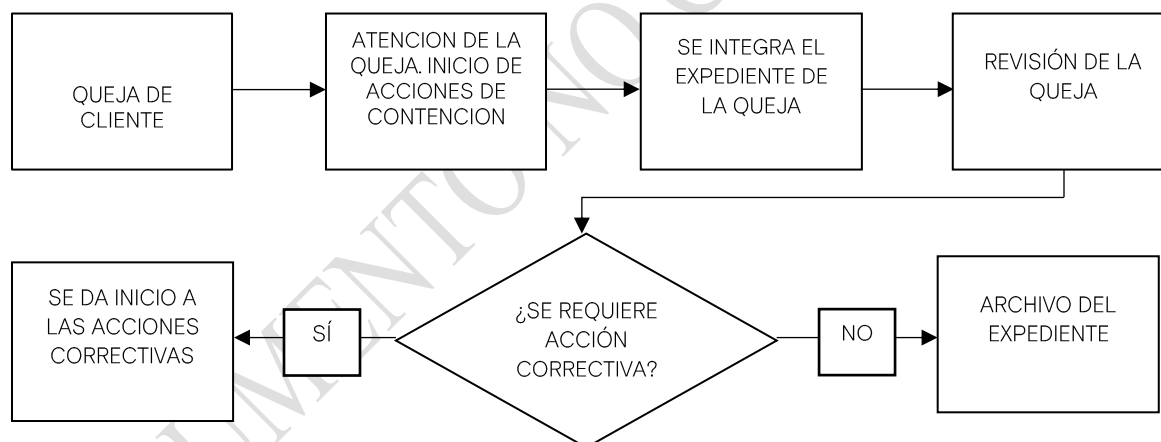 QUEJA DE
CLIENTE
ATENCION DE LA
QUEJA. INICIO DE
ACCIONES DE
CONTENCION
SE INTEGRA EL
EXPEDIENTE DE
LA QUEJA
REVISIÓN DE LA
QUEJA
¿SE REQUIERE
ACCIÓN
CORRECTIVA?
SÍ
SE DA INICIO A
LAS ACCIONES
CORRECTIVAS
NO
ARCHIVO DEL
EXPEDIENTE
UMENTO NO